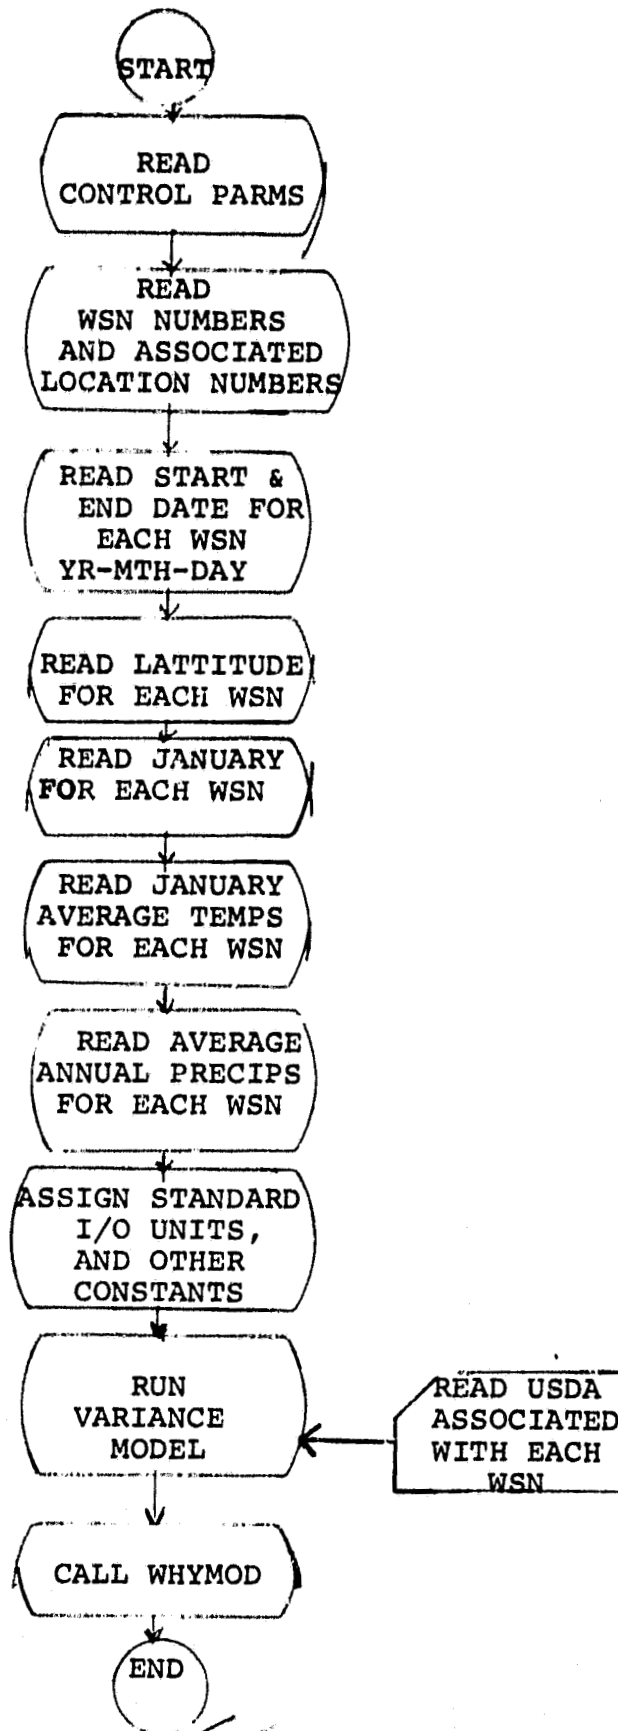 START
READ
CONTROL PARMS
READ
WSN NUMBERS
AND ASSOCIATED
LOCATION NUMBERS
READ START &
END DATE FOR
EACH WSN
YR-MTH-DAY
READ LATTITUDE
FOR EACH WSN
READ JANUARY
FOR EACH WSN
READ JANUARY
AVERAGE TEMPS
FOR EACH WSN
READ AVERAGE
ANNUAL PRECIPS
FOR EACH WSN
ASSIGN STANDARD
I/O UNITS,
AND OTHER
CONSTANTS
RUN
VARIANCE
MODEL
READ USDA
ASSOCIATED
WITH EACH
WSN
CALL WHYMOD
END